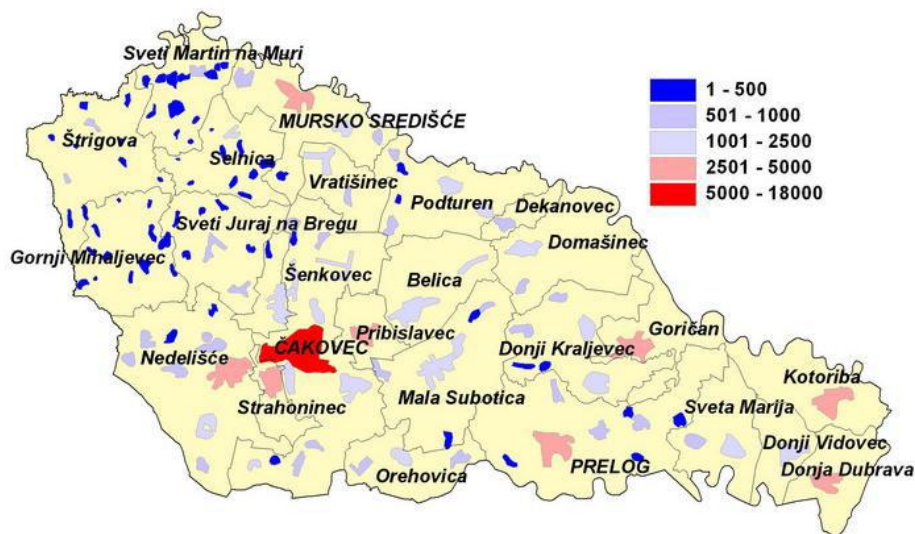 Sveti Martin na Muri
MURSKO SREDIŠĆE
Štrigova
Selnica
Vratišinec
Podturen
Dekanovec
Sveti Juraj na Bregu
Domašinec
Gornji Mihaljevec
Šenkovec
Belica
Pribislavec
Goričan
Nedelišće
ČAKOVEC
Donji Kraljevec
Kotoriba
Strahoninec
Mala Subotica
Sveta Marija
Donji Vidovec
Orehovica
PRELOG
Donja Dubrava
1 - 500
501 - 1000
1001 - 2500
2501 - 5000
5000 - 18000